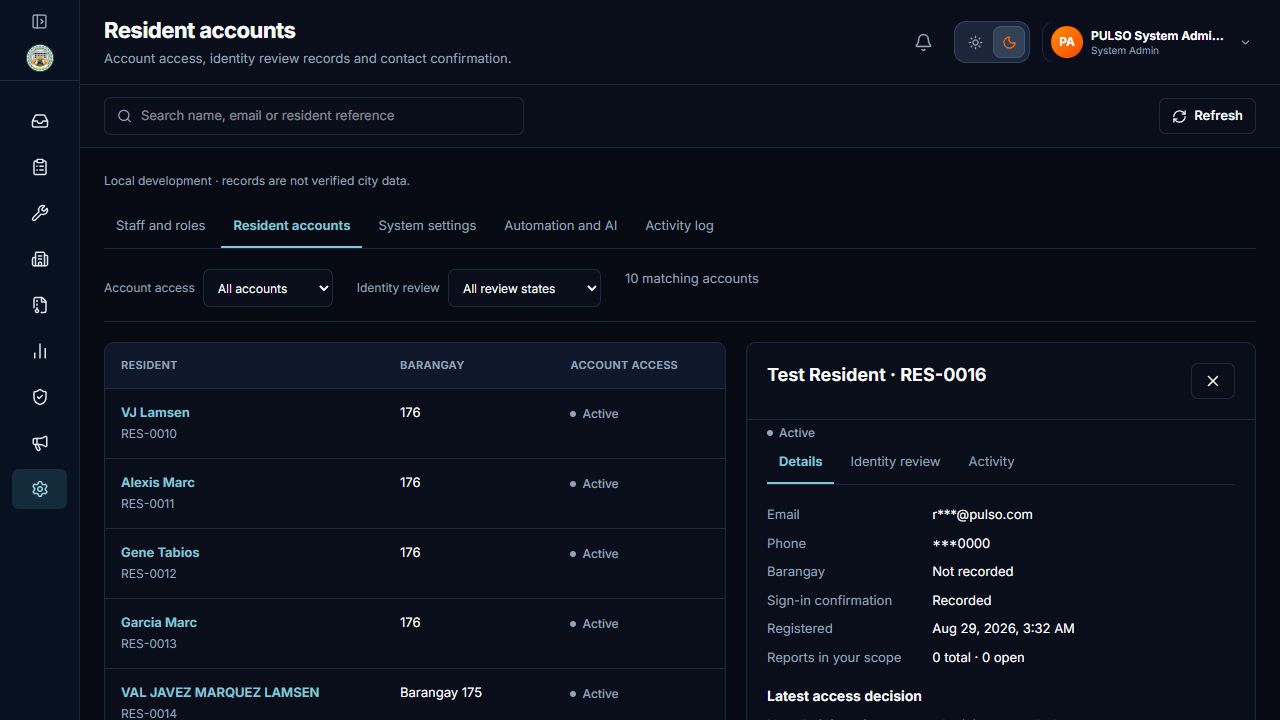 Resident accounts
Account access, identity review records and contact confirmation.
PA
PULSO System Admi...
System Admin
Search name, email or resident reference
Refresh
Local development · records are not verified city data.
Staff and roles
Resident accounts
System settings
Automation and AI
Activity log
Account access
All accounts
Identity review
All review states
10 matching accounts
RESIDENT
BARANGAY
ACCOUNT ACCESS
VJ Lamsen
RES-0010
176
Active
Alexis Marc
RES-0011
176
Active
Gene Tabios
RES-0012
176
Active
Garcia Marc
RES-0013
176
Active
VAL JAVEZ MARQUEZ LAMSEN
RES-0014
Barangay 175
Active
Test Resident · RES-0016
Active
Details
Identity review
Activity
Email
r***@pulso.com
Phone
***0000
Barangay
Not recorded
Sign-in confirmation
Recorded
Registered
Aug 29, 2026, 3:32 AM
Reports in your scope
0 total · 0 open
Latest access decision